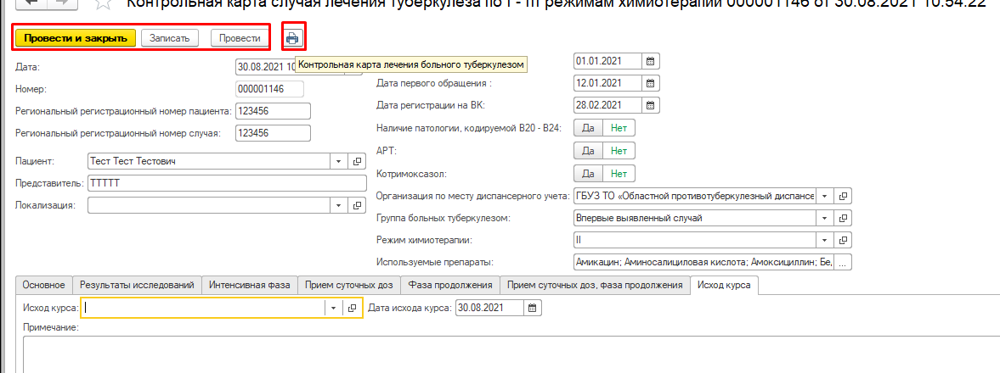 Контрольная карта случая лечения туберкулеза по I - III режимам химиотерапии 000001146 от 30.08.2021 10:54:22
Провести и закрыть Записать Провести
Контрольная карта лечения больного туберкулезом
Дата: 30.08.2021 10
Номер: 000001146
Региональный регистрационный номер пациента: 123456
Региональный регистрационный номер случая: 123456
Пациент: Тест Тест Тестович
Представитель: ТТТТТ
Локализация:
01.01.2021
Дата первого обращения : 12.01.2021
Дата регистрации на ВК: 28.02.2021
Наличие патологии, кодируемой B20 - B24: Да Нет
АРТ: Да Нет
Котримоксазол: Да Нет
Организация по месту диспансерного учета: ГБУЗ ТО «Областной противотуберкулезный диспансе
Группа больных туберкулезом: Впервые выявленный случай
Режим химиотерапии: II
Используемые препараты: Амикацин; Аминосалициловая кислота; Амоксициллин; Бе, ...
Основное Результаты исследований Интенсивная фаза Прием суточных доз Фаза продолжения Прием суточных доз, фаза продолжения Исход курса
Исход курса: Дата исхода курса: 30.08.2021
Примечание: